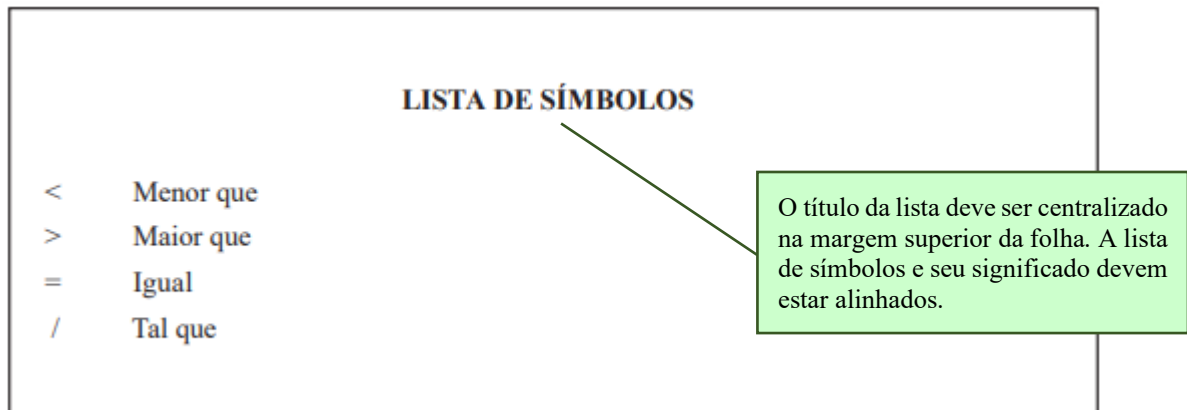 LISTA DE SÍMBOLOS
< Menor que
> Maior que
= Igual
/ Tal que
O título da lista deve ser centralizado
na margem superior da folha. A lista
de símbolos e seu significado devem
estar alinhados.